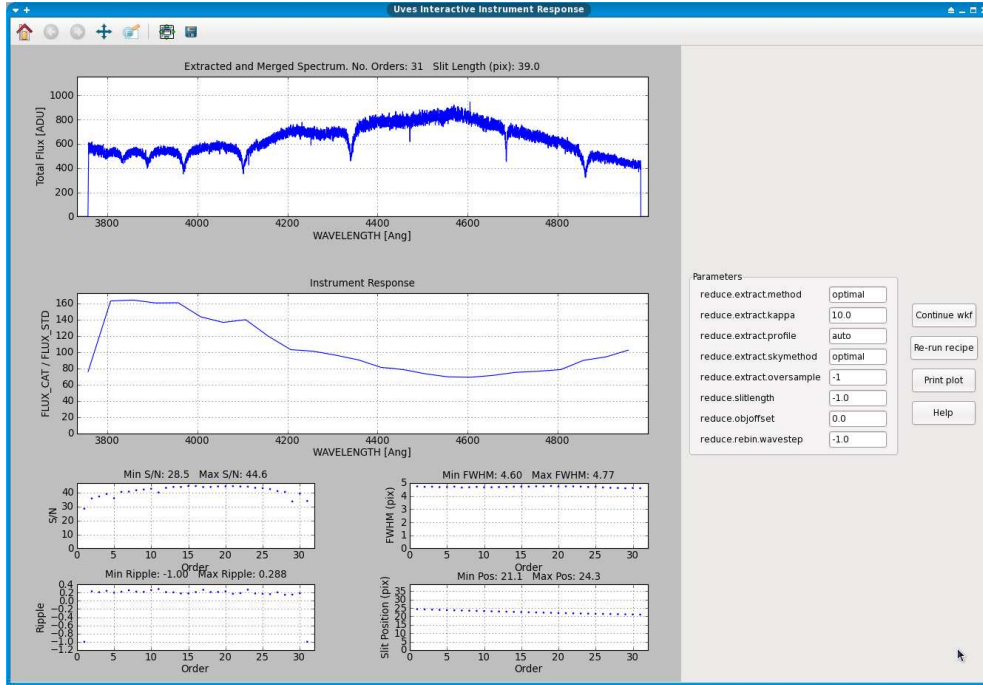 Uves Interactive Instrument Response
Extracted and Merged Spectrum. No. Orders: 31 Slit Length (pix): 39.0
Total Flux [ADU]
1000
800
600
400
200
0
3800 4000 4200 4400 4600 4800
WAVELENGTH [Ang]
Instrument Response
FLUX_CAT / FLUX_STD
160
140
120
100
80
60
40
20
0
3800 4000 4200 4400 4600 4800
WAVELENGTH [Ang]
Min S/N: 28.5 Max S/N: 44.6
S/N
40
30
20
10
0
0 5 10 15 20 25 30
Order
Min FWHM: 4.60 Max FWHM: 4.77
FWHM (pix)
5
4
3
2
1
0
0 5 10 15 20 25 30
Order
Min Ripple: -1.00 Max Ripple: 0.288
Ripple
0.4
0.2
0.0
−0.2
−0.4
−0.6
−0.8
−1.0
−1.2
0 5 10 15 20 25 30
Order
Min Pos: 21.1 Max Pos: 24.3
Slit Position (pix)
35
30
25
20
15
10
5
0
0 5 10 15 20 25 30
Order
Parameters
reduce.extract.method optimal
reduce.extract.kappa 10.0
reduce.extract.profile auto
reduce.extract.skymethod optimal
reduce.extract.oversample -1
reduce.slitlength -1.0
reduce.objoffset 0.0
reduce.rebin.wavestep -1.0
Continue wkf
Re-run recipe
Print plot
Help